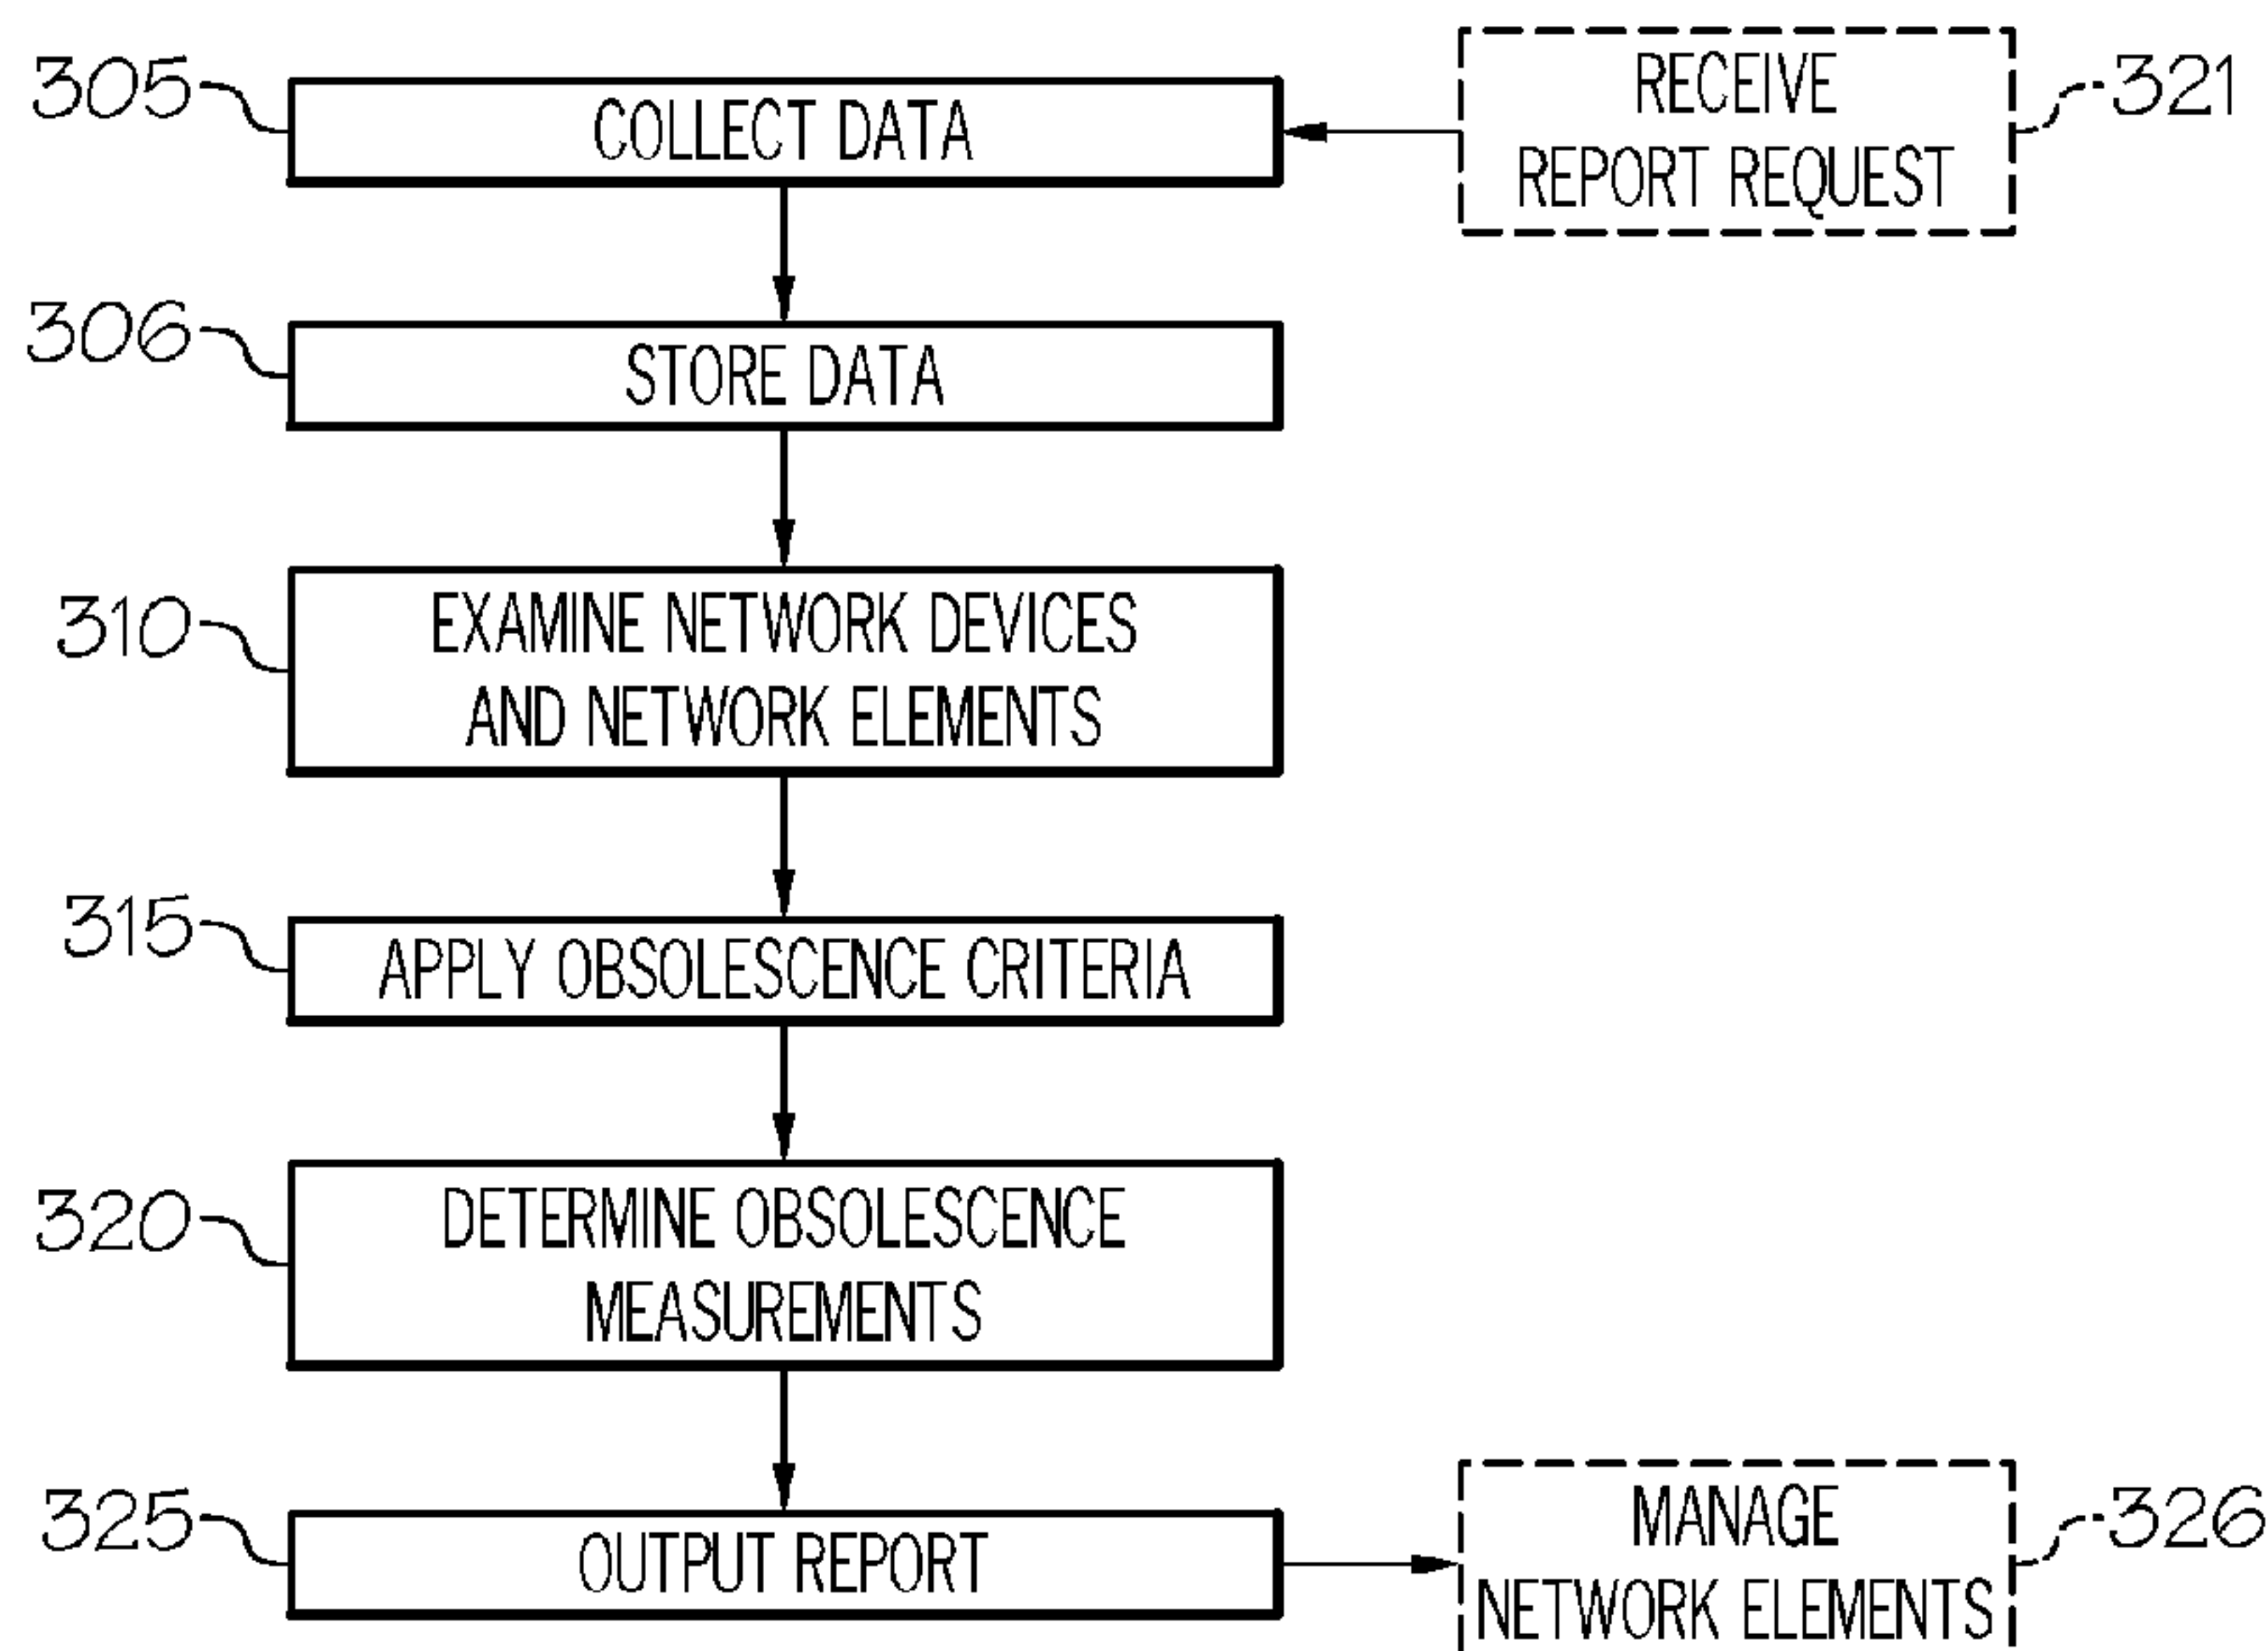 305
COLLECT DATA
RECEIVE
REPORT REQUEST
321
306
STORE DATA
310
EXAMINE NETWORK DEVICES
AND NETWORK ELEMENTS
315
APPLY OBSOLESCENCE CRITERIA
320
DETERMINE OBSOLESCENCE
MEASUREMENTS
325
OUTPUT REPORT
MANAGE
NETWORK ELEMENTS
326